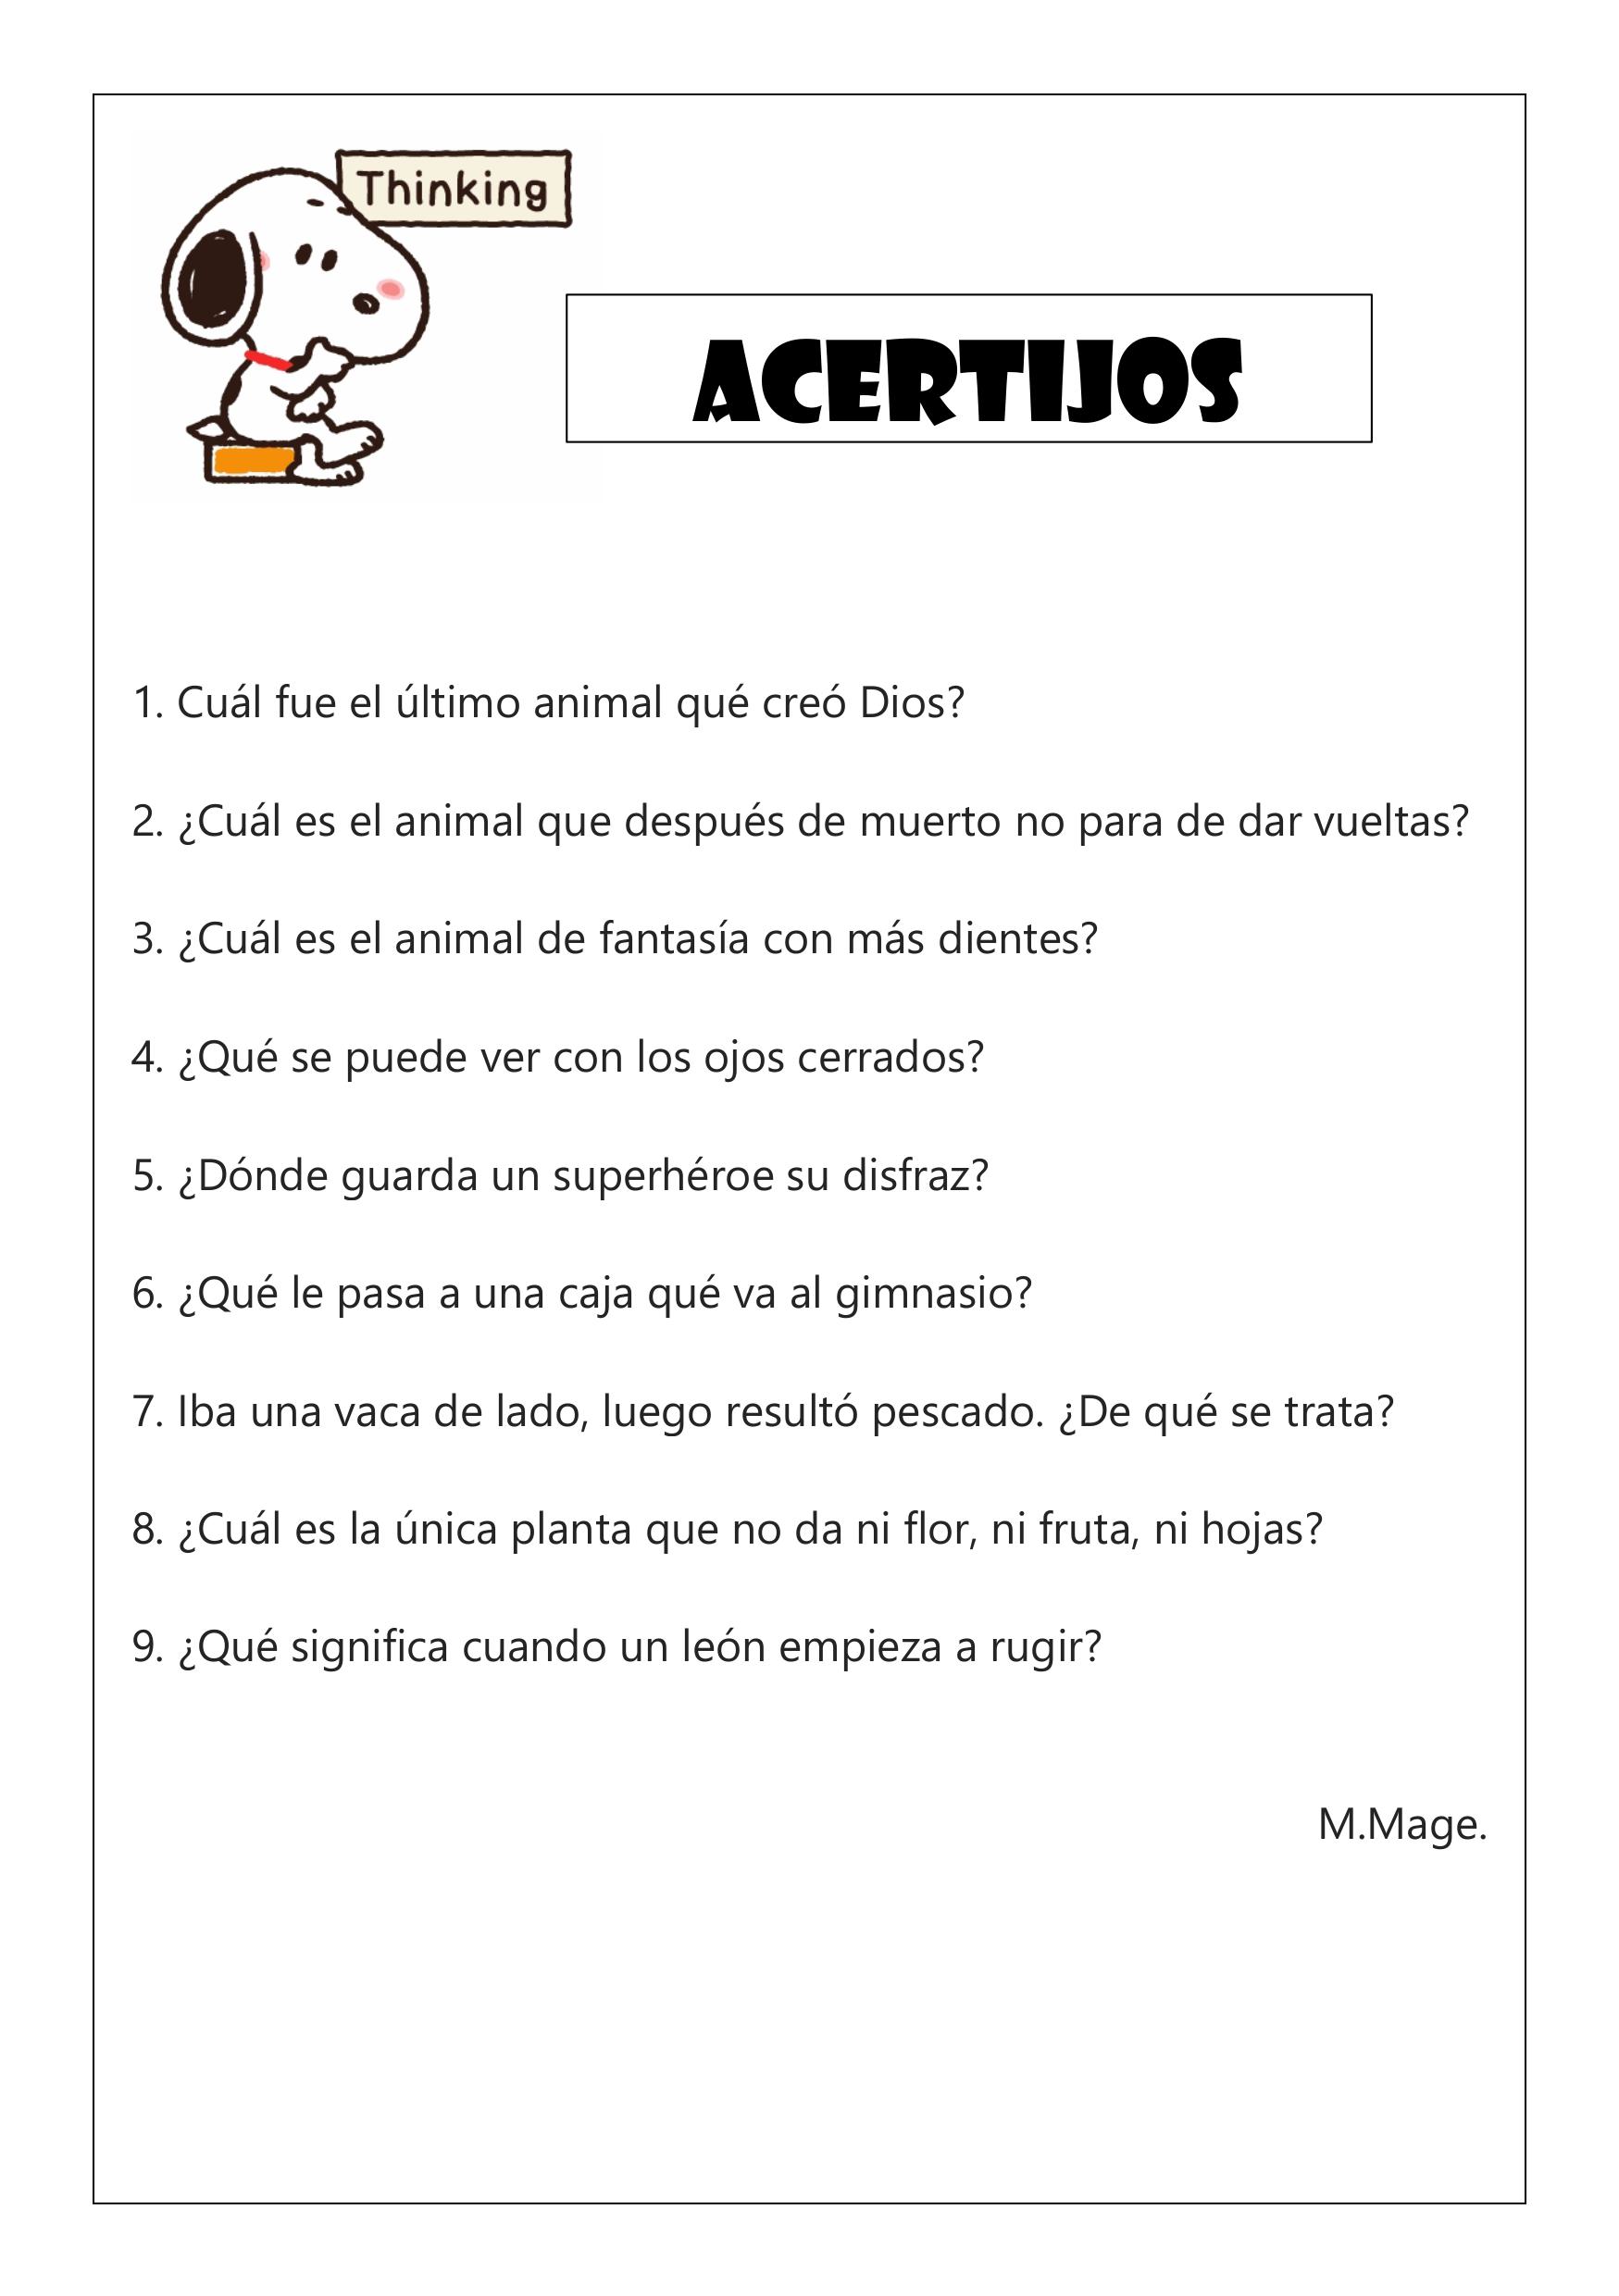 Thinking
ACERTIJOS
1. Cuál fue el último animal qué creó Dios?
2. ¿Cuál es el animal que después de muerto no para de dar vueltas?
3. ¿Cuál es el animal de fantasía con más dientes?
4. ¿Qué se puede ver con los ojos cerrados?
5. ¿Dónde guarda un superhéroe su disfraz?
6. ¿Qué le pasa a una caja qué va al gimnasio?
7. Iba una vaca de lado, luego resultó pescado. ¿De qué se trata?
8. ¿Cuál es la única planta que no da ni flor, ni fruta, ni hojas?
9. ¿Qué significa cuando un león empieza a rugir?
M.Mage.